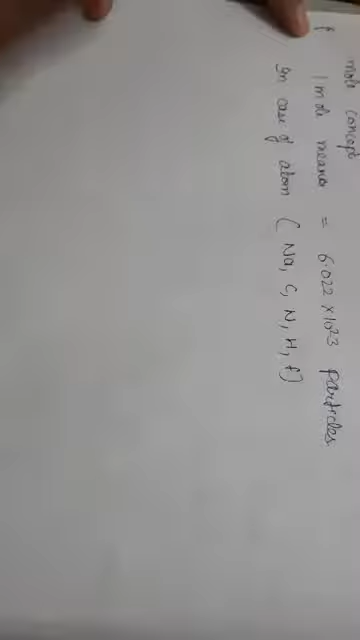 mole concept
1 mole means = 6.022 x 10²³ particles
In case of atom ( Na, C, N, H, f)